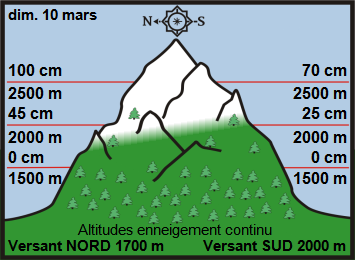 dim. 10 mars
N S
100 cm 70 cm
2500 m 2500 m
45 cm 25 cm
2000 m 2000 m
0 cm 0 cm
1500 m 1500 m
Altitudes enneigement continu
Versant NORD 1700 m Versant SUD 2000 m